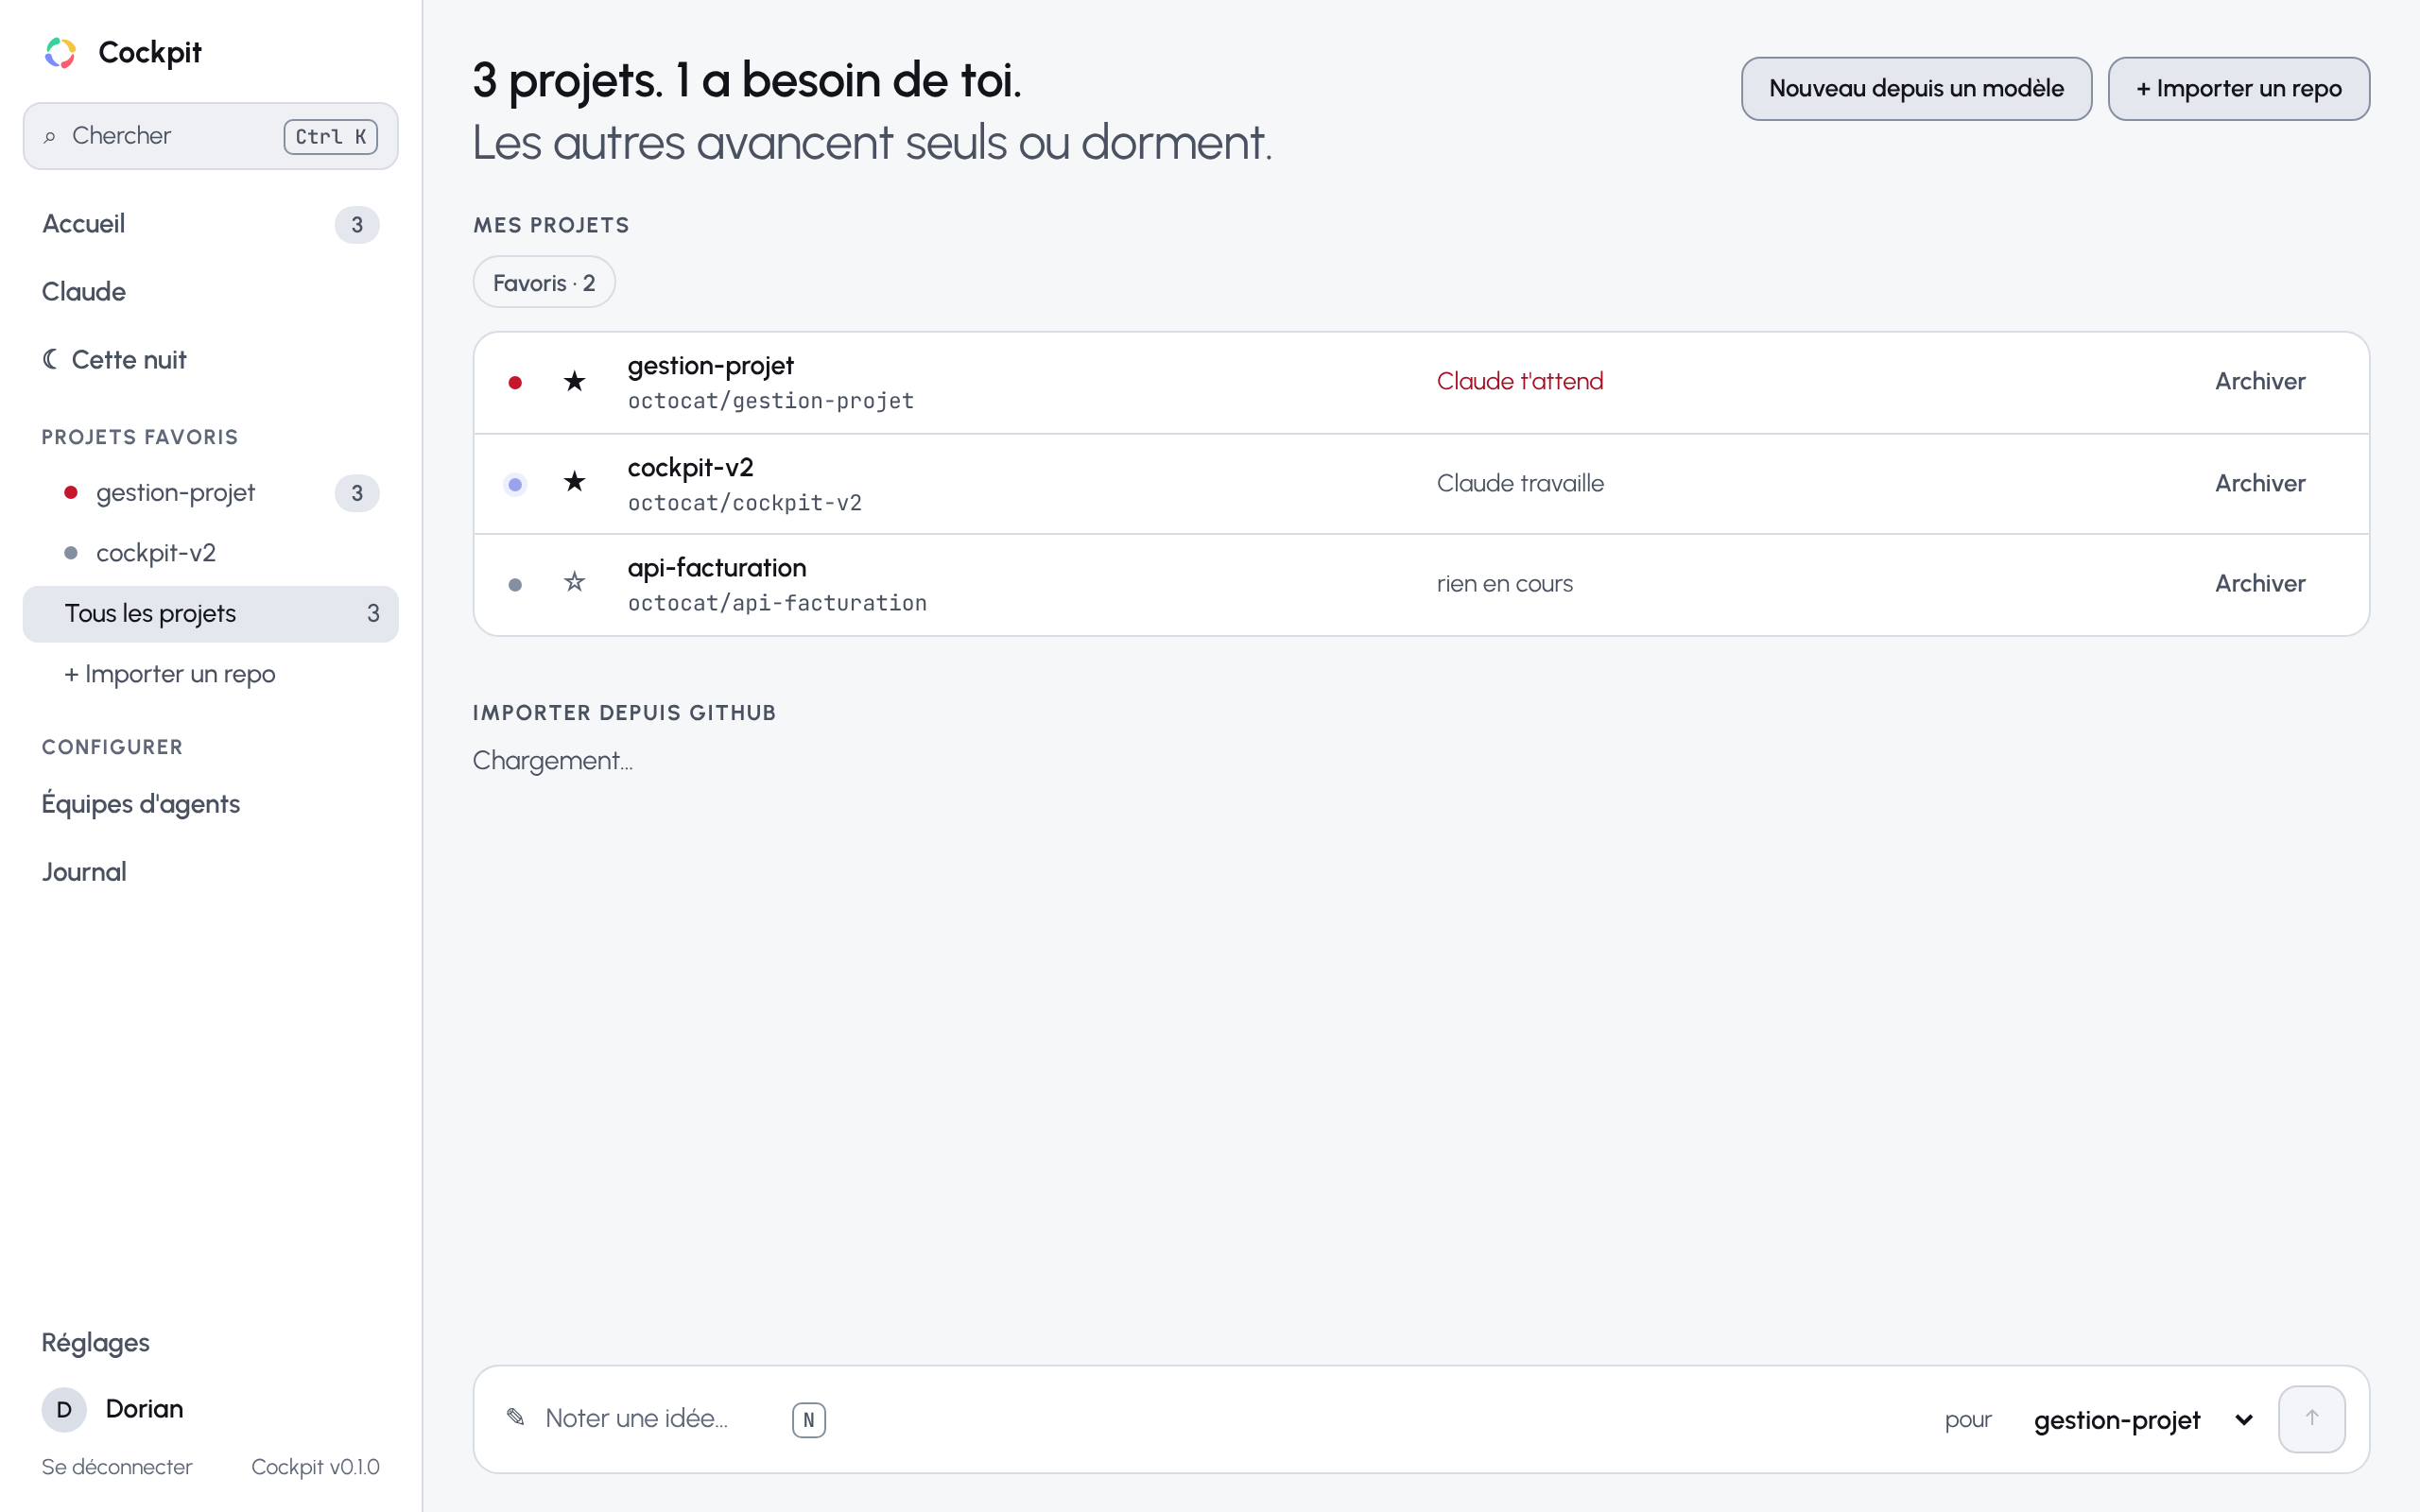 Cockpit
Chercher
Ctrl K
Accueil
3
Claude
Cette nuit
PROJETS FAVORIS
gestion-projet
3
cockpit-v2
Tous les projets
3
+ Importer un repo
CONFIGURER
Équipes d'agents
Journal
Réglages
D
Dorian
Se déconnecter
Cockpit v0.1.0
3 projets. 1 a besoin de toi.
Les autres avancent seuls ou dorment.
Nouveau depuis un modèle
+ Importer un repo
MES PROJETS
Favoris · 2
gestion-projet
octocat/gestion-projet
Claude t'attend
Archiver
cockpit-v2
octocat/cockpit-v2
Claude travaille
Archiver
api-facturation
octocat/api-facturation
rien en cours
Archiver
IMPORTER DEPUIS GITHUB
Chargement...
Noter une idée...
N
pour
gestion-projet